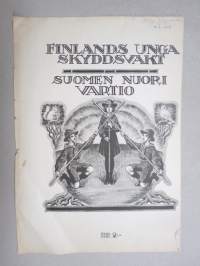 FINLANDS UNGA
SKYDDSVAKT
SUOMEN NUORI
VARTIO